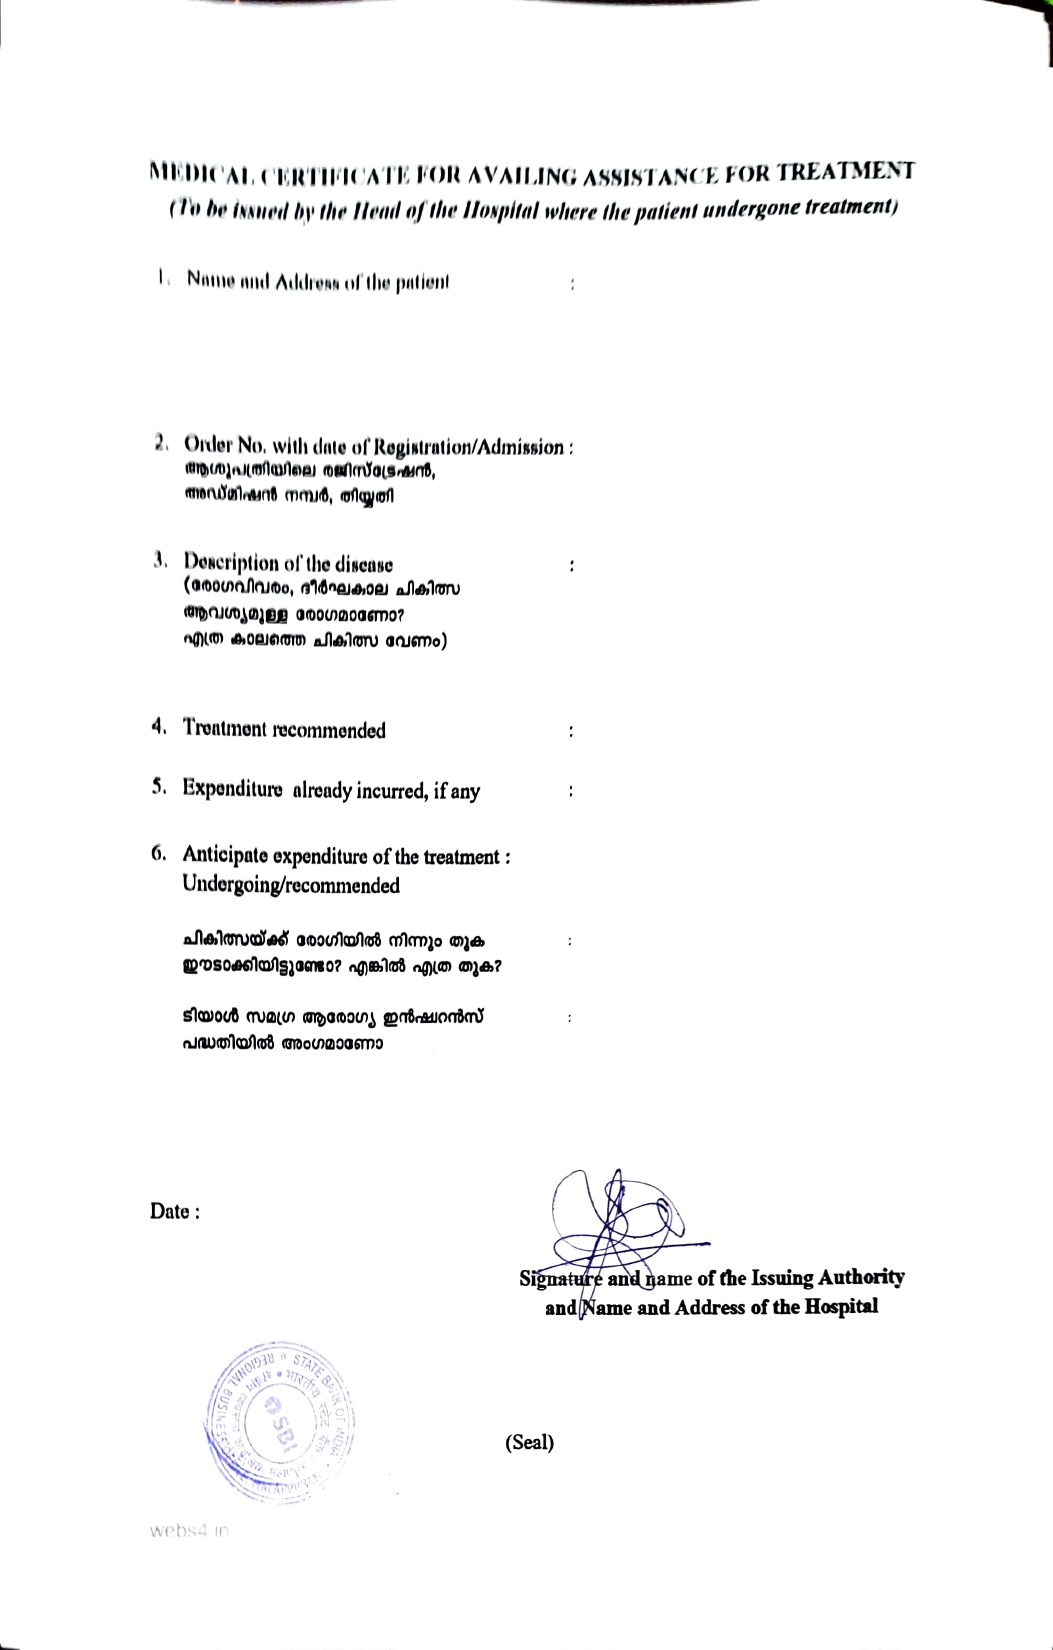 MEDICAL CERTIFICATE FOR AVAILING ASSISTANCE FOR TREATMENT
(To be issued by the Head of the Hospital where the patient undergone treatment)
1. Name and Address of the patient :
2. Order No. with date of Registration/Admission :
ആശുപത്രിയിലെ രജിസ്ട്രേഷൻ,
അഡ്മിഷൻ നമ്പർ, തിയ്യതി
3. Description of the disease :
(രോഗവിവരം, ദീർഘകാല ചികിത്സ
ആവശ്യമുള്ള രോഗമാണോ?
എത്ര കാലത്തെ ചികിത്സ വേണം)
4. Treatment recommended :
5. Expenditure already incurred, if any :
6. Anticipate expenditure of the treatment :
Undergoing/recommended
ചികിത്സയ്ക്ക് രോഗിയിൽ നിന്നും തുക :
ഈടാക്കിയിട്ടുണ്ടോ? എങ്കിൽ എത്ര തുക?
ടിയാൾ സമഗ്ര ആരോഗ്യ ഇൻഷുറൻസ് :
പദ്ധതിയിൽ അംഗമാണോ
Date :
Signature and name of the Issuing Authority
and Name and Address of the Hospital
REGIONAL BUSINESS * STATE BANK OF INDIA *
भारतीय स्टेट बैंक
SBI
MALAPPURAM
(Seal)
webs4 in